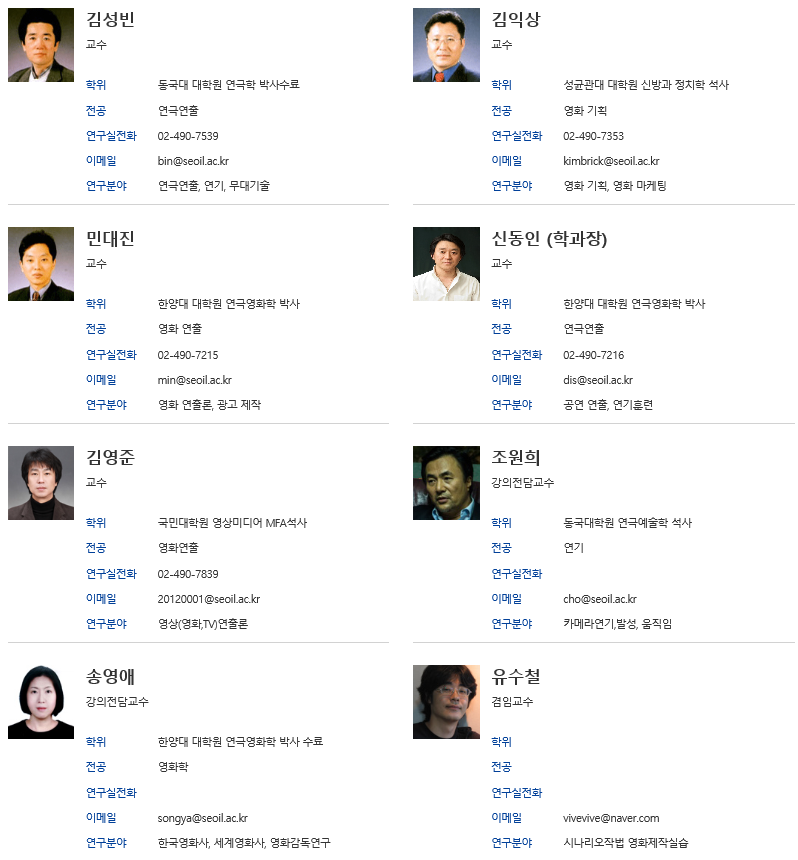 김성빈
교수
학위 동국대 대학원 연극학 박사수료
전공 연극연출
연구실전화 02-490-7539
이메일 bin@seoil.ac.kr
연구분야 연극연출, 연기, 무대기술
김익상
교수
학위 성균관대 대학원 신방과 정치학 석사
전공 영화 기획
연구실전화 02-490-7353
이메일 kimbrick@seoil.ac.kr
연구분야 영화 기획, 영화 마케팅
민대진
교수
학위 한양대 대학원 연극영화학 박사
전공 영화 연출
연구실전화 02-490-7215
이메일 min@seoil.ac.kr
연구분야 영화 연출론, 광고 제작
신동인 (학과장)
교수
학위 한양대 대학원 연극영화학 박사
전공 연극연출
연구실전화 02-490-7216
이메일 dis@seoil.ac.kr
연구분야 공연 연출, 연기훈련
김영준
교수
학위 국민대학원 영상미디어 MFA석사
전공 영화연출
연구실전화 02-490-7839
이메일 20120001@seoil.ac.kr
연구분야 영상(영화,TV)연출론
조원희
강의전담교수
학위 동국대학원 연극예술학 석사
전공 연기
연구실전화
이메일 cho@seoil.ac.kr
연구분야 카메라연기,발성, 움직임
송영애
강의전담교수
학위 한양대 대학원 연극영화학 박사 수료
전공 영화학
연구실전화
이메일 songya@seoil.ac.kr
연구분야 한국영화사, 세계영화사, 영화감독연구
유수철
겸임교수
학위
전공
연구실전화
이메일 vivevive@naver.com
연구분야 시나리오작법 영화제작실습